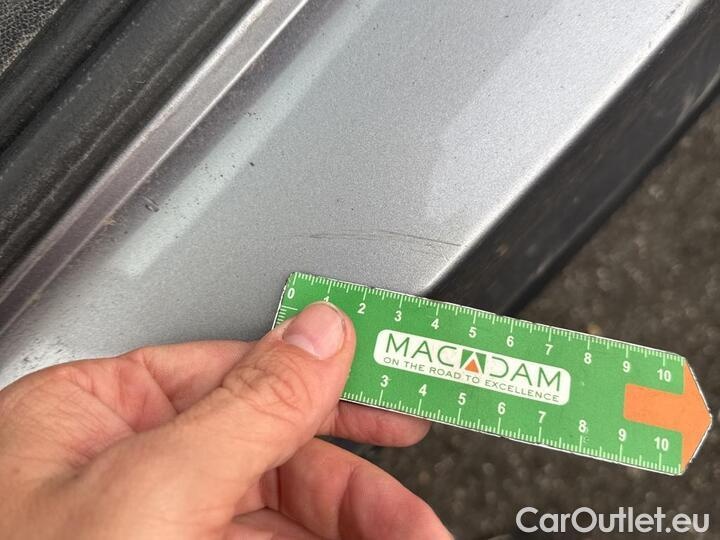 0 1 2 3 4 5 6 7 8 9 10
MACADAM
ON THE ROAD TO EXCELLENCE
3 4 5 6 7 8 9 10
CarOutlet.eu